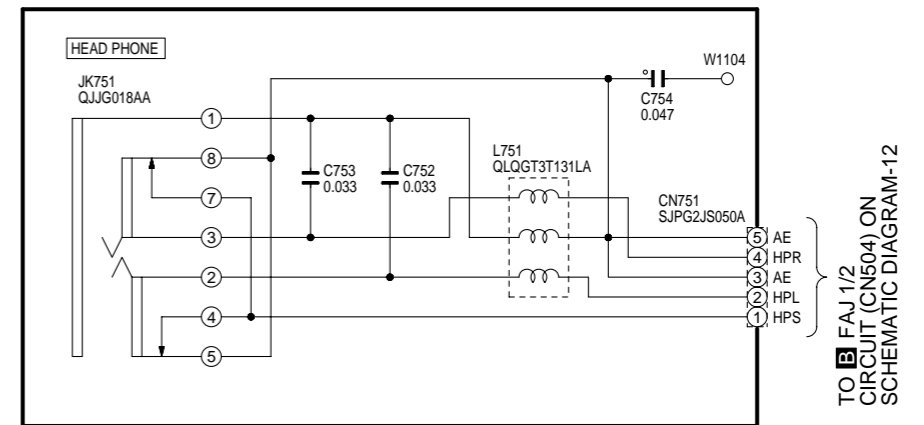 HEAD PHONE
JK751
QJJG018AA
1
8
7
3
2
4
5
C753
0.033
C752
0.033
L751
QLQGT3T131LA
C754
0.047
W1104
CN751
SJPG2JS050A
5 AE
4 HPR
3 AE
2 HPL
1 HPS
TO B FAJ 1/2
CIRCUIT (CN504) ON
SCHEMATIC DIAGRAM-12